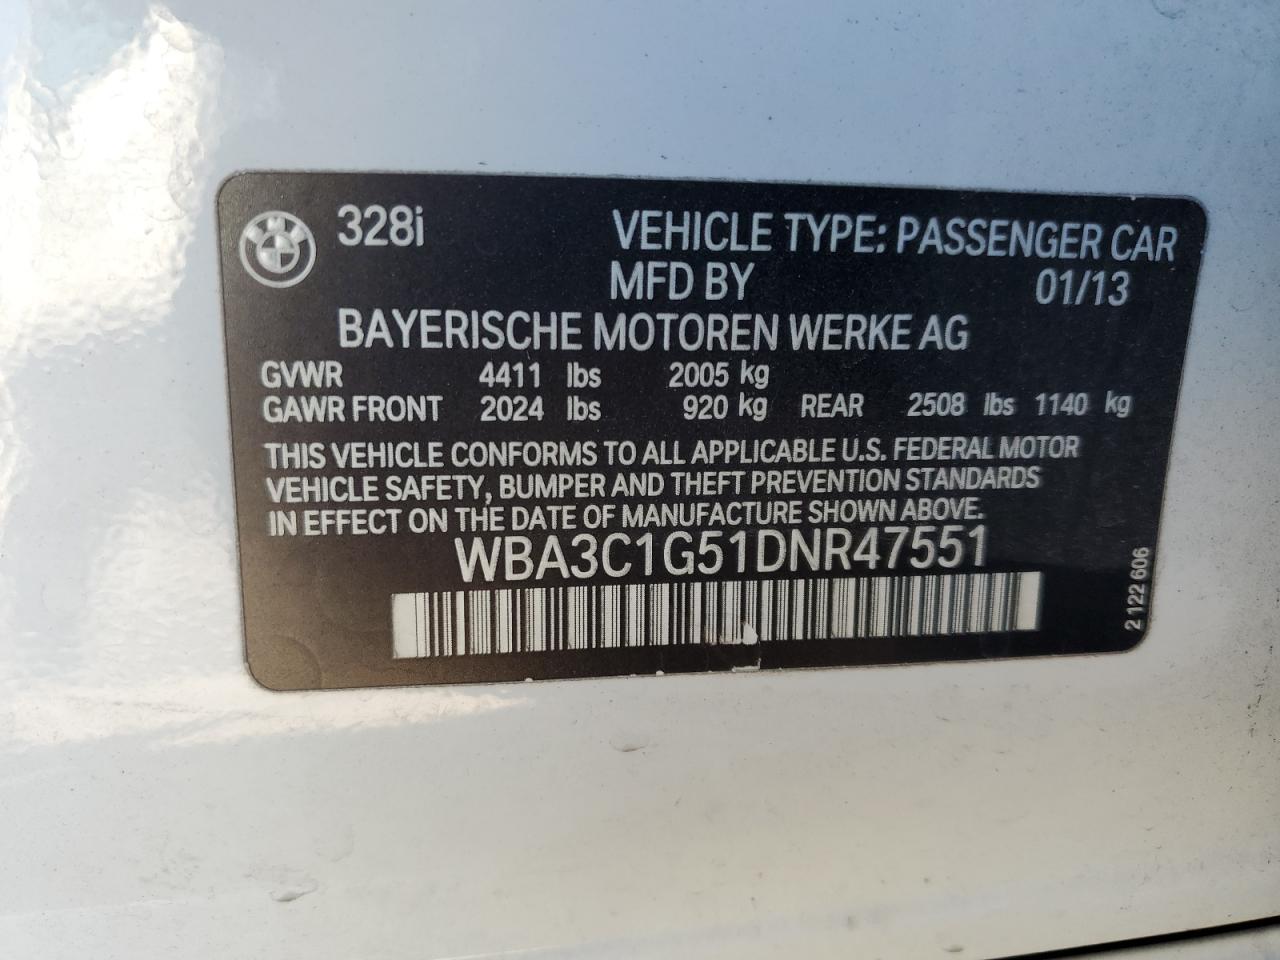 328i VEHICLE TYPE: PASSENGER CAR
MFD BY 01/13
BAYERISCHE MOTOREN WERKE AG
GVWR 4411 lbs 2005 kg
GAWR FRONT 2024 lbs 920 kg REAR 2508 lbs 1140 kg
THIS VEHICLE CONFORMS TO ALL APPLICABLE U.S. FEDERAL MOTOR
VEHICLE SAFETY, BUMPER AND THEFT PREVENTION STANDARDS
IN EFFECT ON THE DATE OF MANUFACTURE SHOWN ABOVE.
WBA3C1G51DNR47551
2 122 606